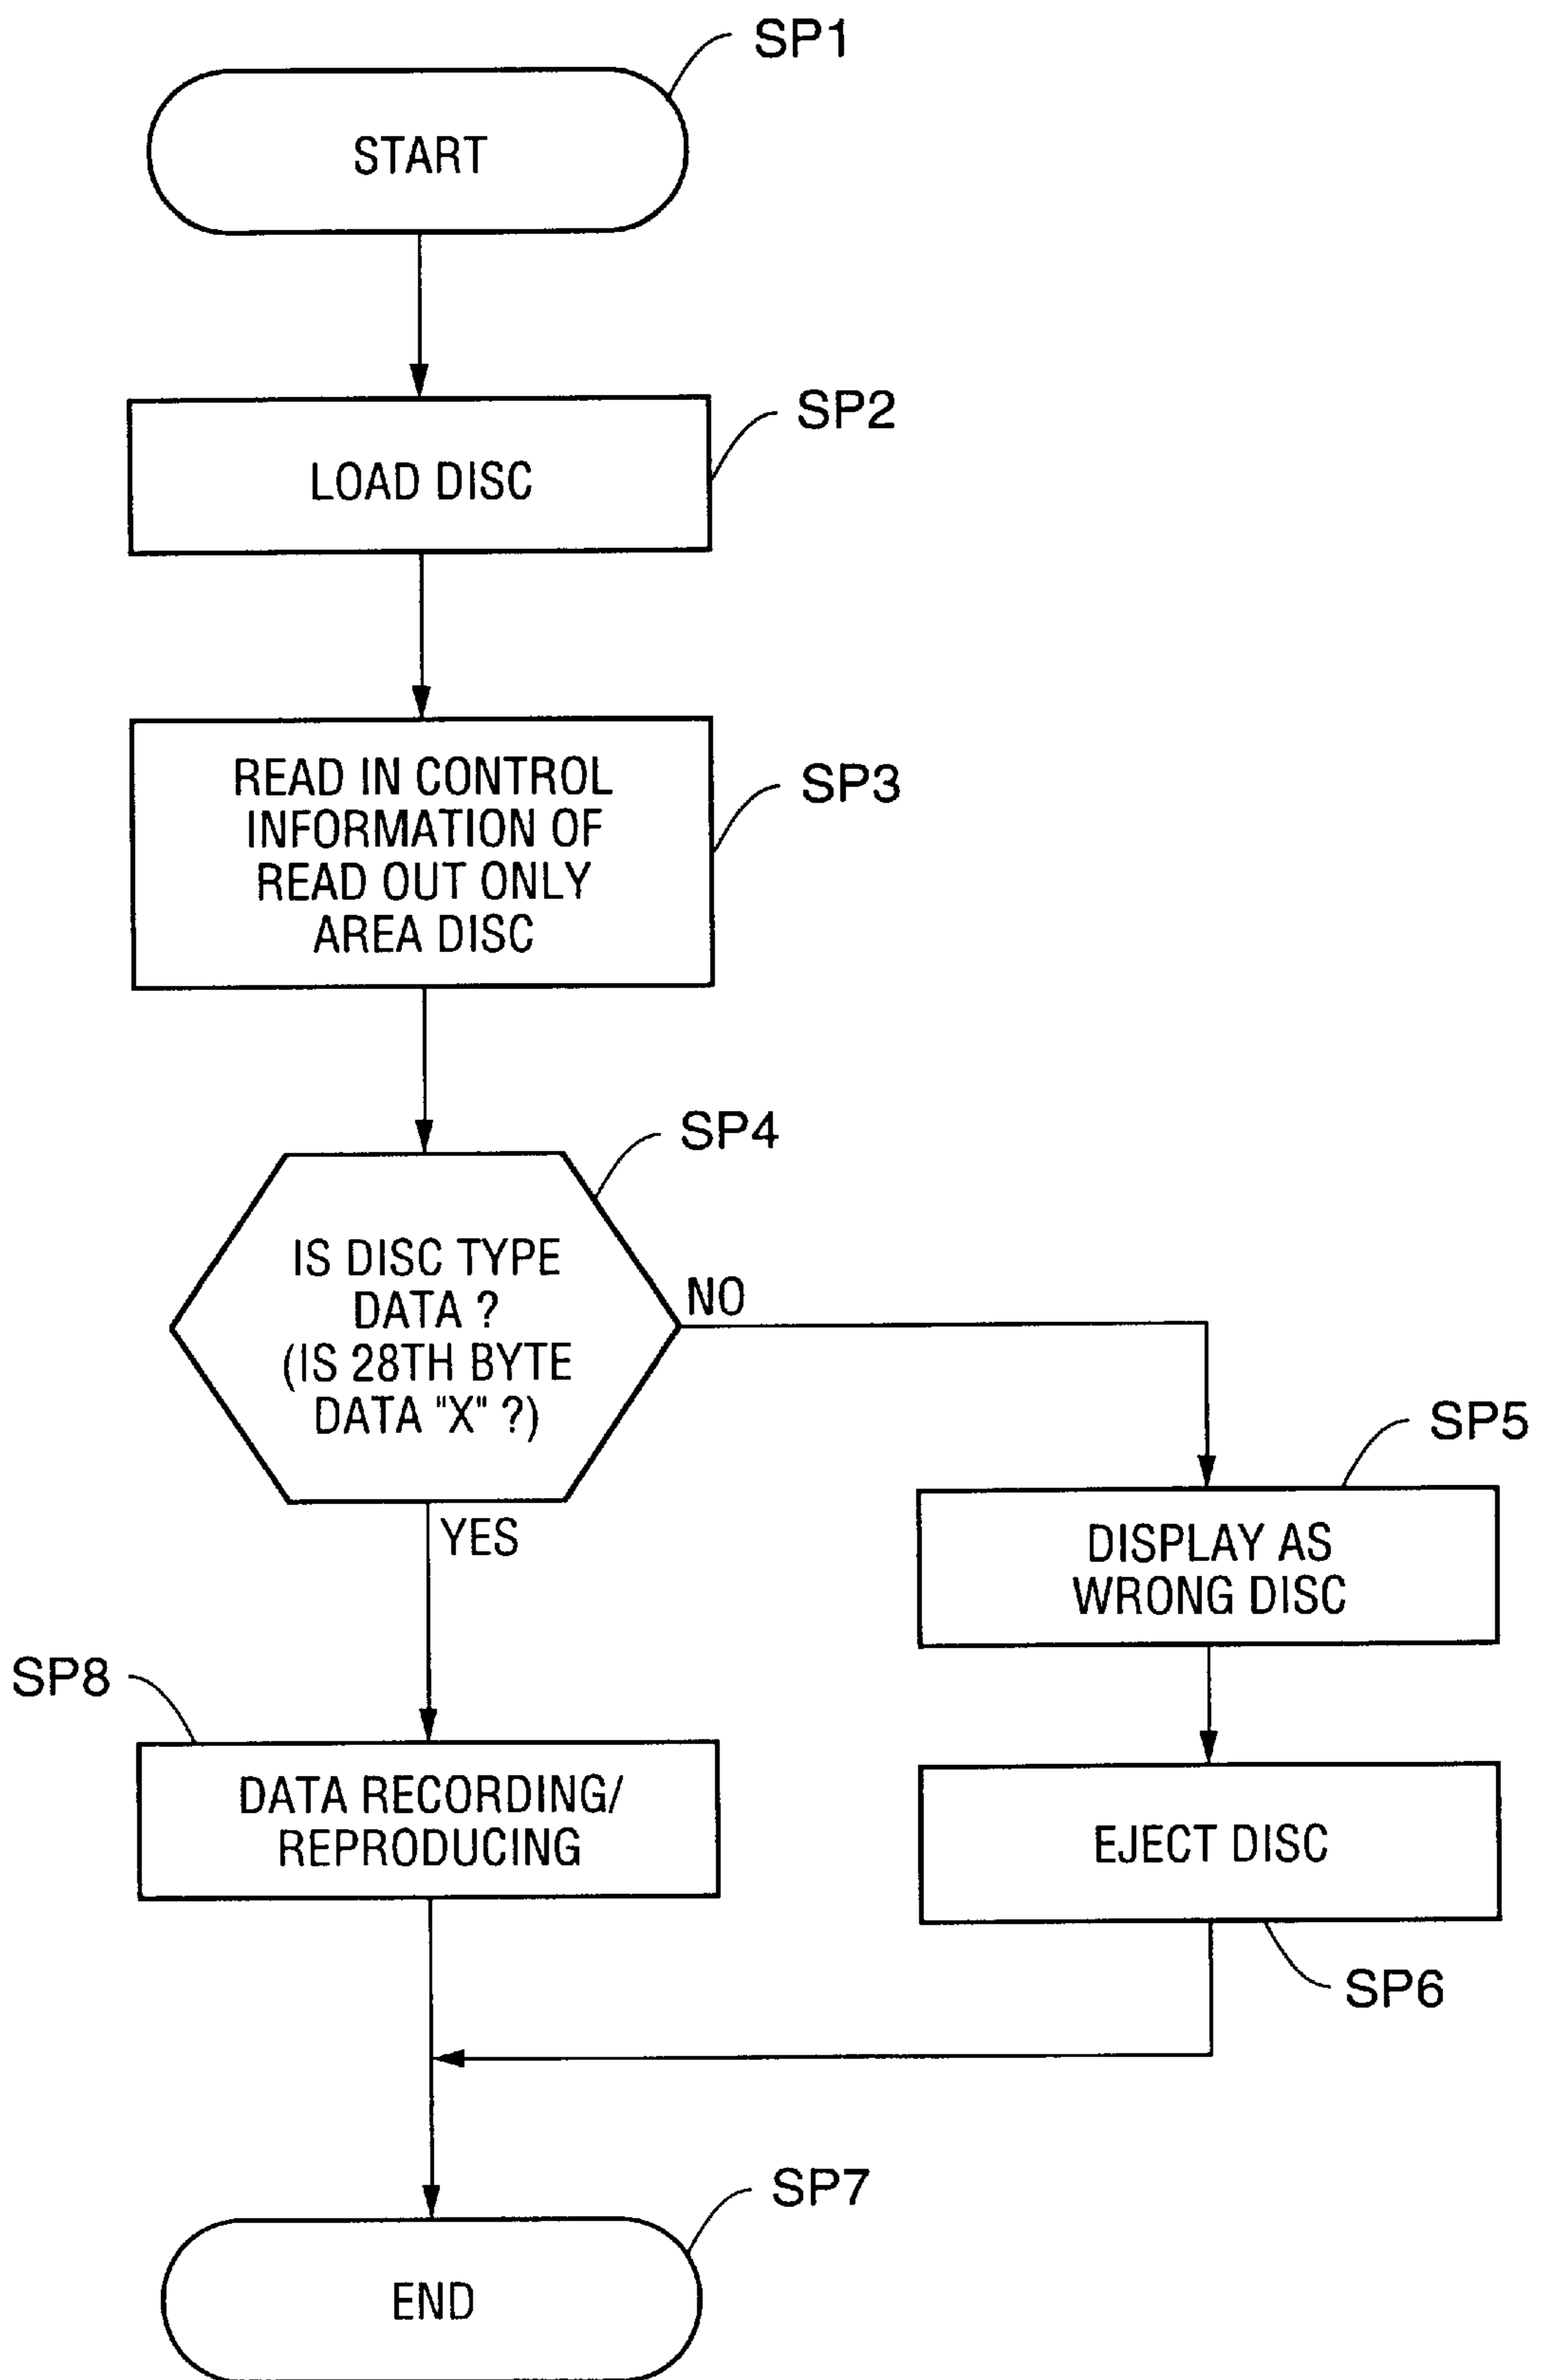 SP1
START
SP2
LOAD DISC
SP3
READ IN CONTROL
INFORMATION OF
READ OUT ONLY
AREA DISC
SP4
IS DISC TYPE
DATA ?
(IS 28TH BYTE
DATA "X" ?)
NO
YES
SP5
DISPLAY AS
WRONG DISC
SP8
DATA RECORDING/
REPRODUCING
EJECT DISC
SP6
SP7
END